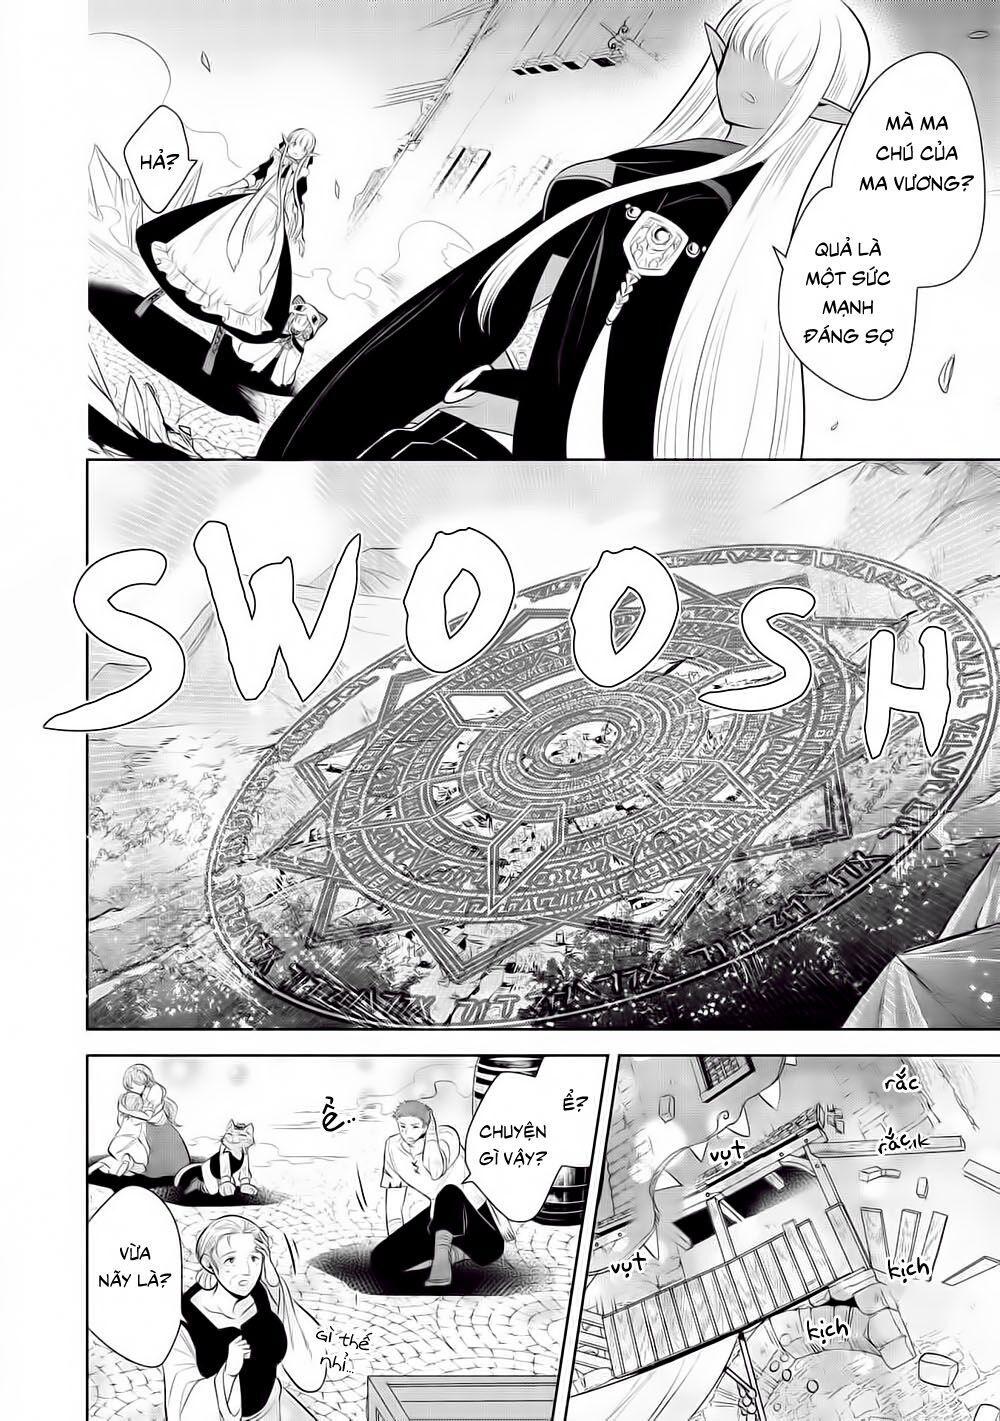 MÀ MA
CHÚ CỦA
MA VƯƠNG?
QUẢ LÀ
MỘT SỨC
MẠNH
ĐÁNG SỢ
HẢ?
SWOOSH
rắc
rắc
vụt
vụt
kịch
kịch
Ể?
CHUYỆN
GÌ VẬY?
ề..
VỪA
NÃY LÀ?
Gì thế
nhỉ...